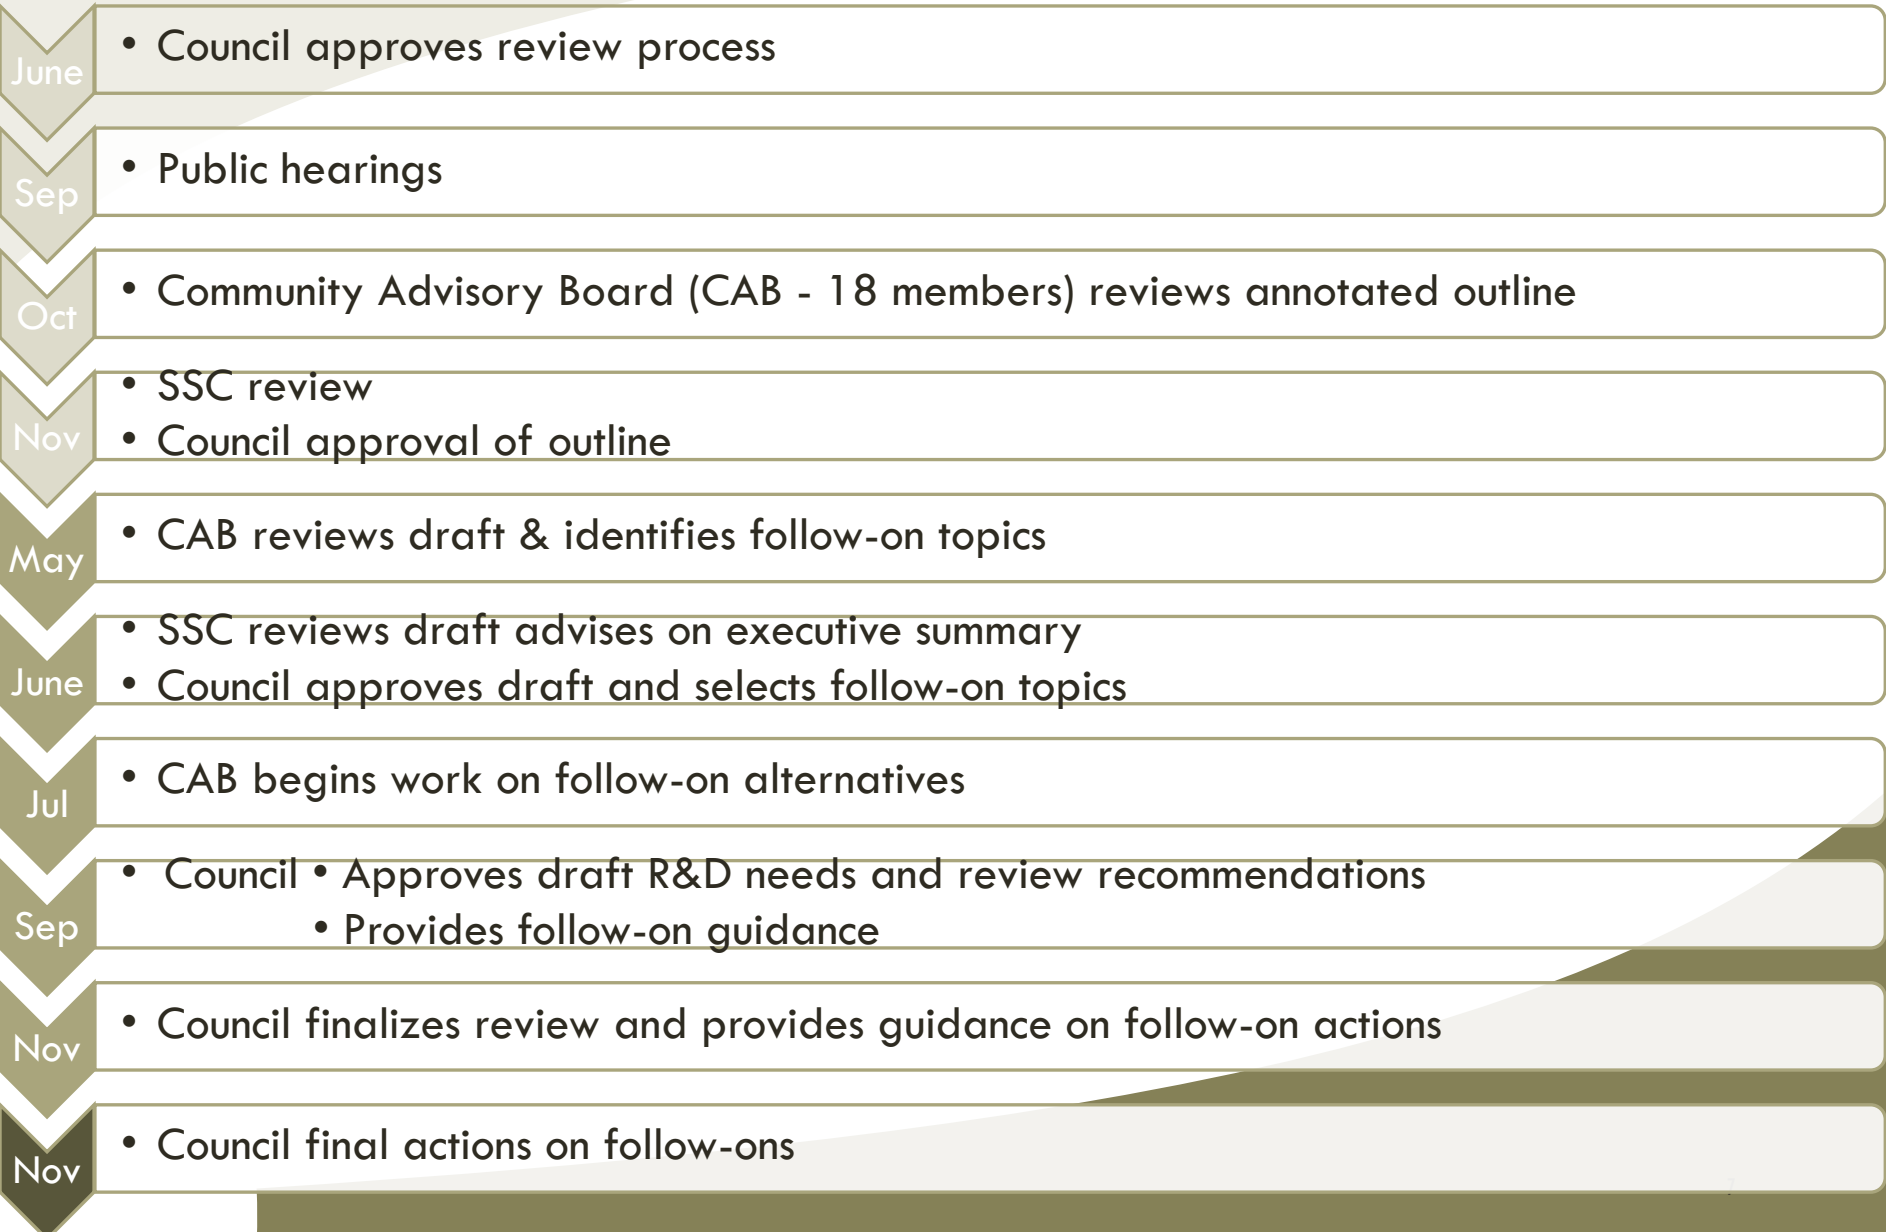 June
• Council approves review process
Sep
• Public hearings
Oct
• Community Advisory Board (CAB - 18 members) reviews annotated outline
Nov
• SSC review
• Council approval of outline
May
• CAB reviews draft & identifies follow-on topics
June
• SSC reviews draft advises on executive summary
• Council approves draft and selects follow-on topics
Jul
• CAB begins work on follow-on alternatives
Sep
• Council • Approves draft R&D needs and review recommendations
• Provides follow-on guidance
Nov
• Council finalizes review and provides guidance on follow-on actions
Nov
• Council final actions on follow-ons